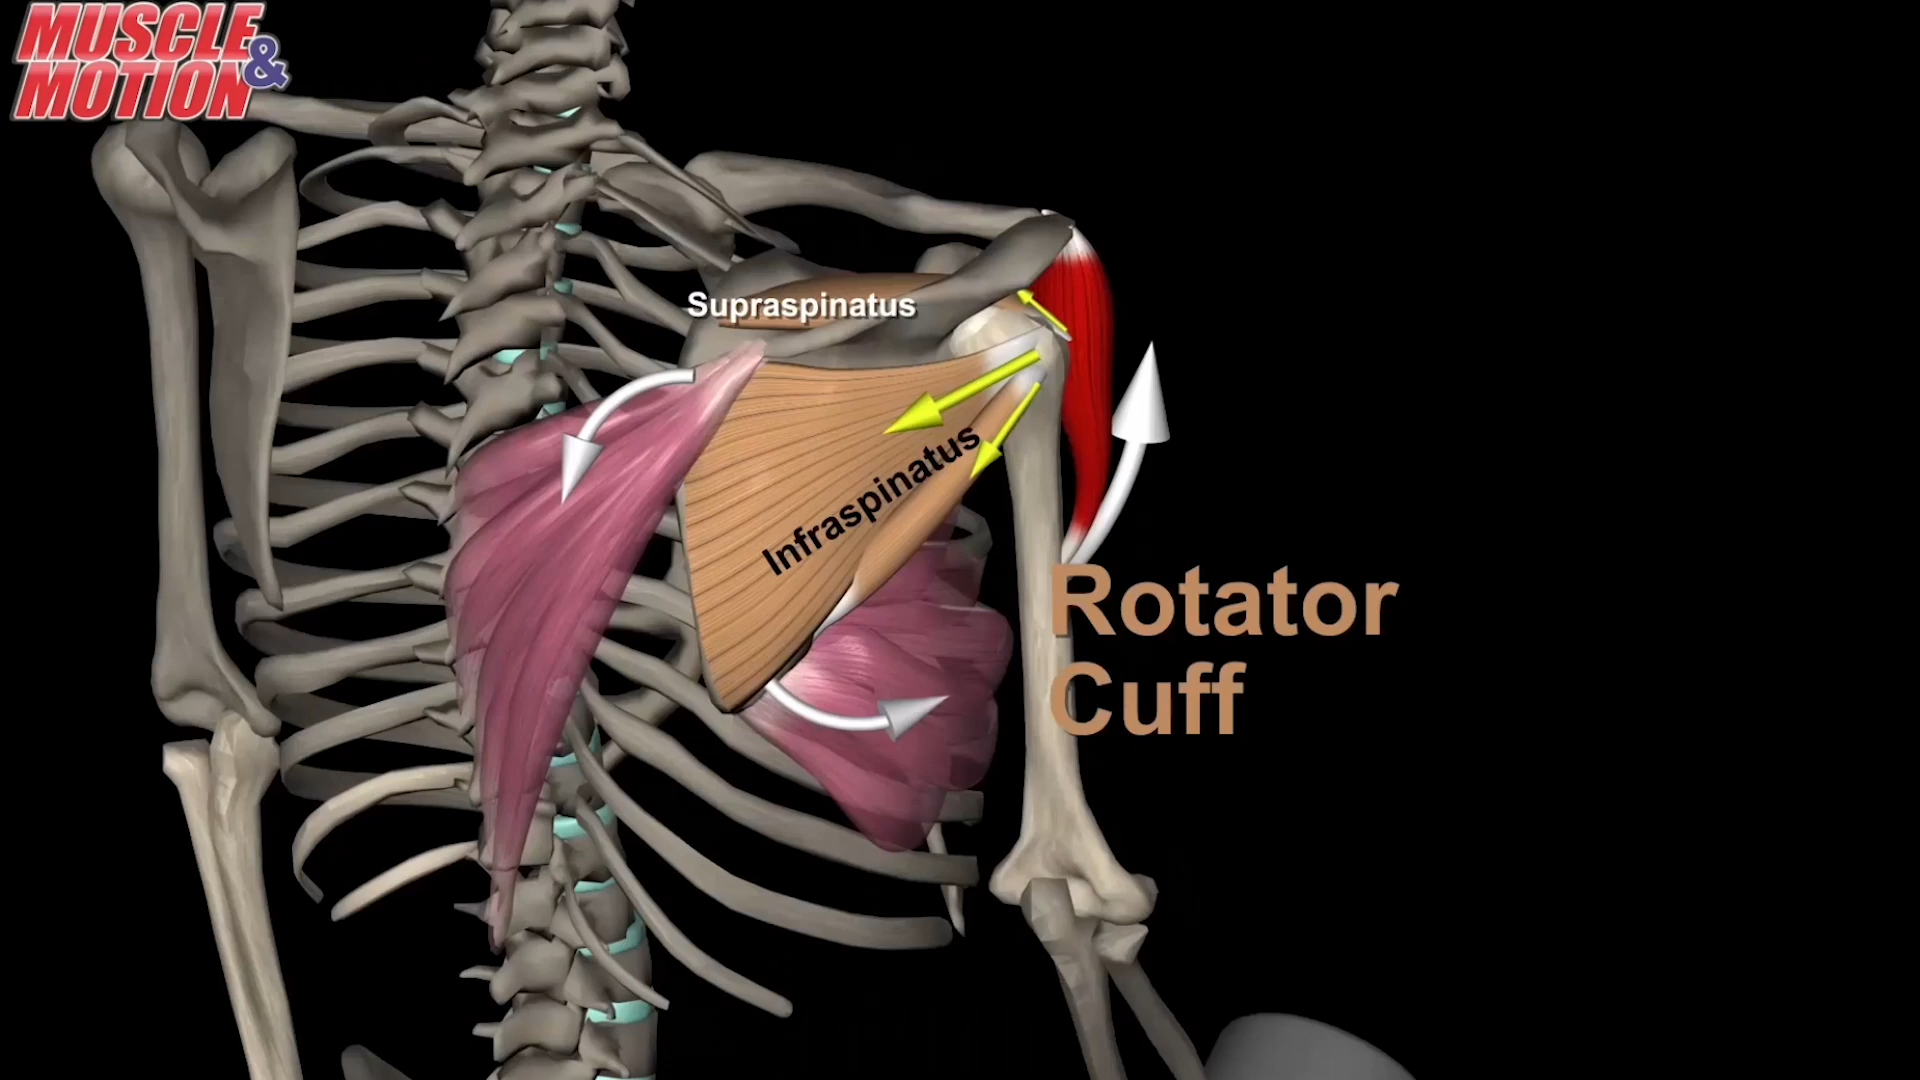 MUSCLE &
MOTION
Supraspinatus
Infraspinatus
Rotator
Cuff